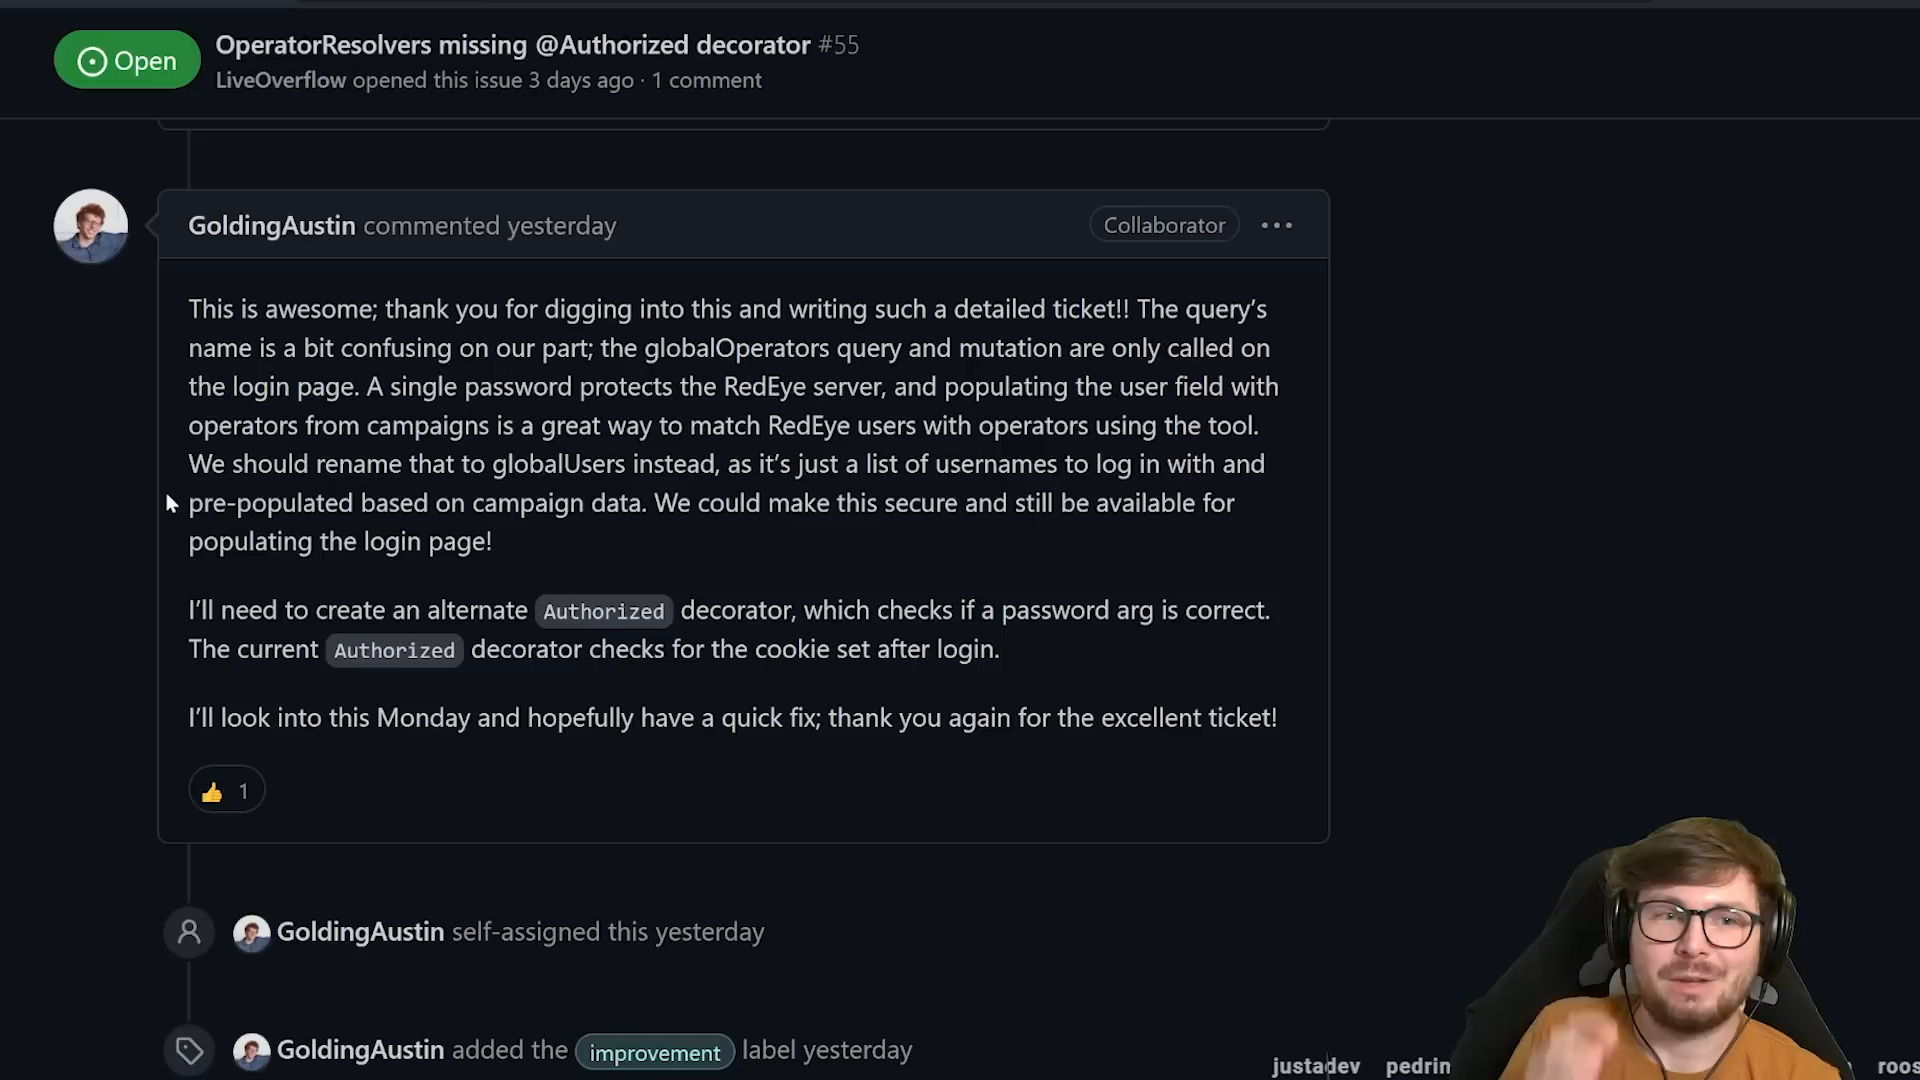 Open
OperatorResolvers missing @Authorized decorator #55
LiveOverflow opened this issue 3 days ago · 1 comment
GoldingAustin commented yesterday
Collaborator
This is awesome; thank you for digging into this and writing such a detailed ticket!! The query’s
name is a bit confusing on our part; the globalOperators query and mutation are only called on
the login page. A single password protects the RedEye server, and populating the user field with
operators from campaigns is a great way to match RedEye users with operators using the tool.
We should rename that to globalUsers instead, as it’s just a list of usernames to log in with and
pre-populated based on campaign data. We could make this secure and still be available for
populating the login page!
I’ll need to create an alternate Authorized decorator, which checks if a password arg is correct.
The current Authorized decorator checks for the cookie set after login.
I’ll look into this Monday and hopefully have a quick fix; thank you again for the excellent ticket!
👍 1
GoldingAustin self-assigned this yesterday
GoldingAustin added the improvement label yesterday
justadev pedrin